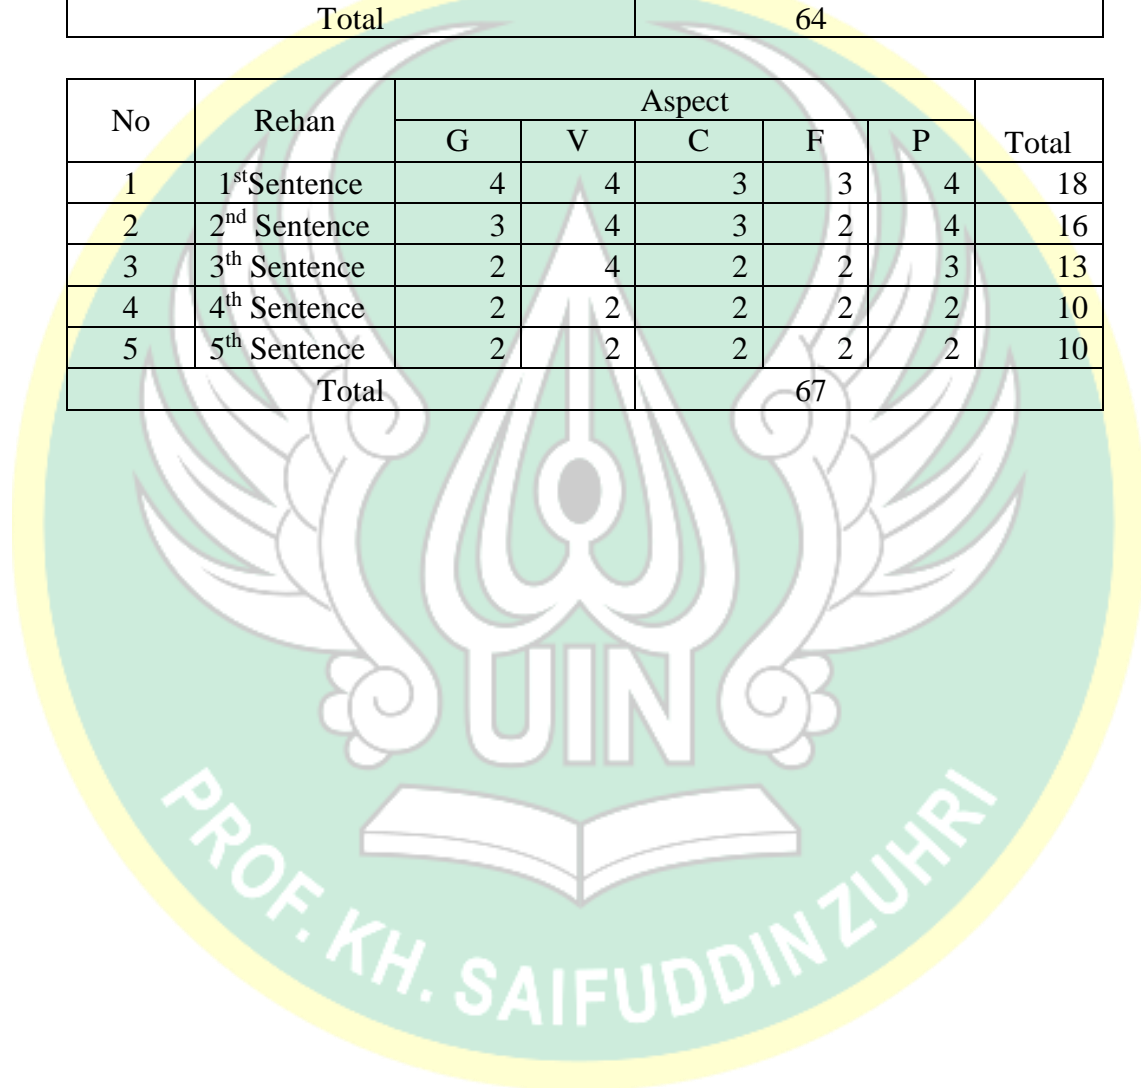 Total 64
No Rehan Aspect Total
G V C F P
1 1stSentence 4 4 3 3 4 18
2 2nd Sentence 3 4 3 2 4 16
3 3th Sentence 2 4 2 2 3 13
4 4th Sentence 2 2 2 2 2 10
5 5th Sentence 2 2 2 2 2 10
Total 67
UIN
PROF. KH. SAIFUDDIN ZUHRI